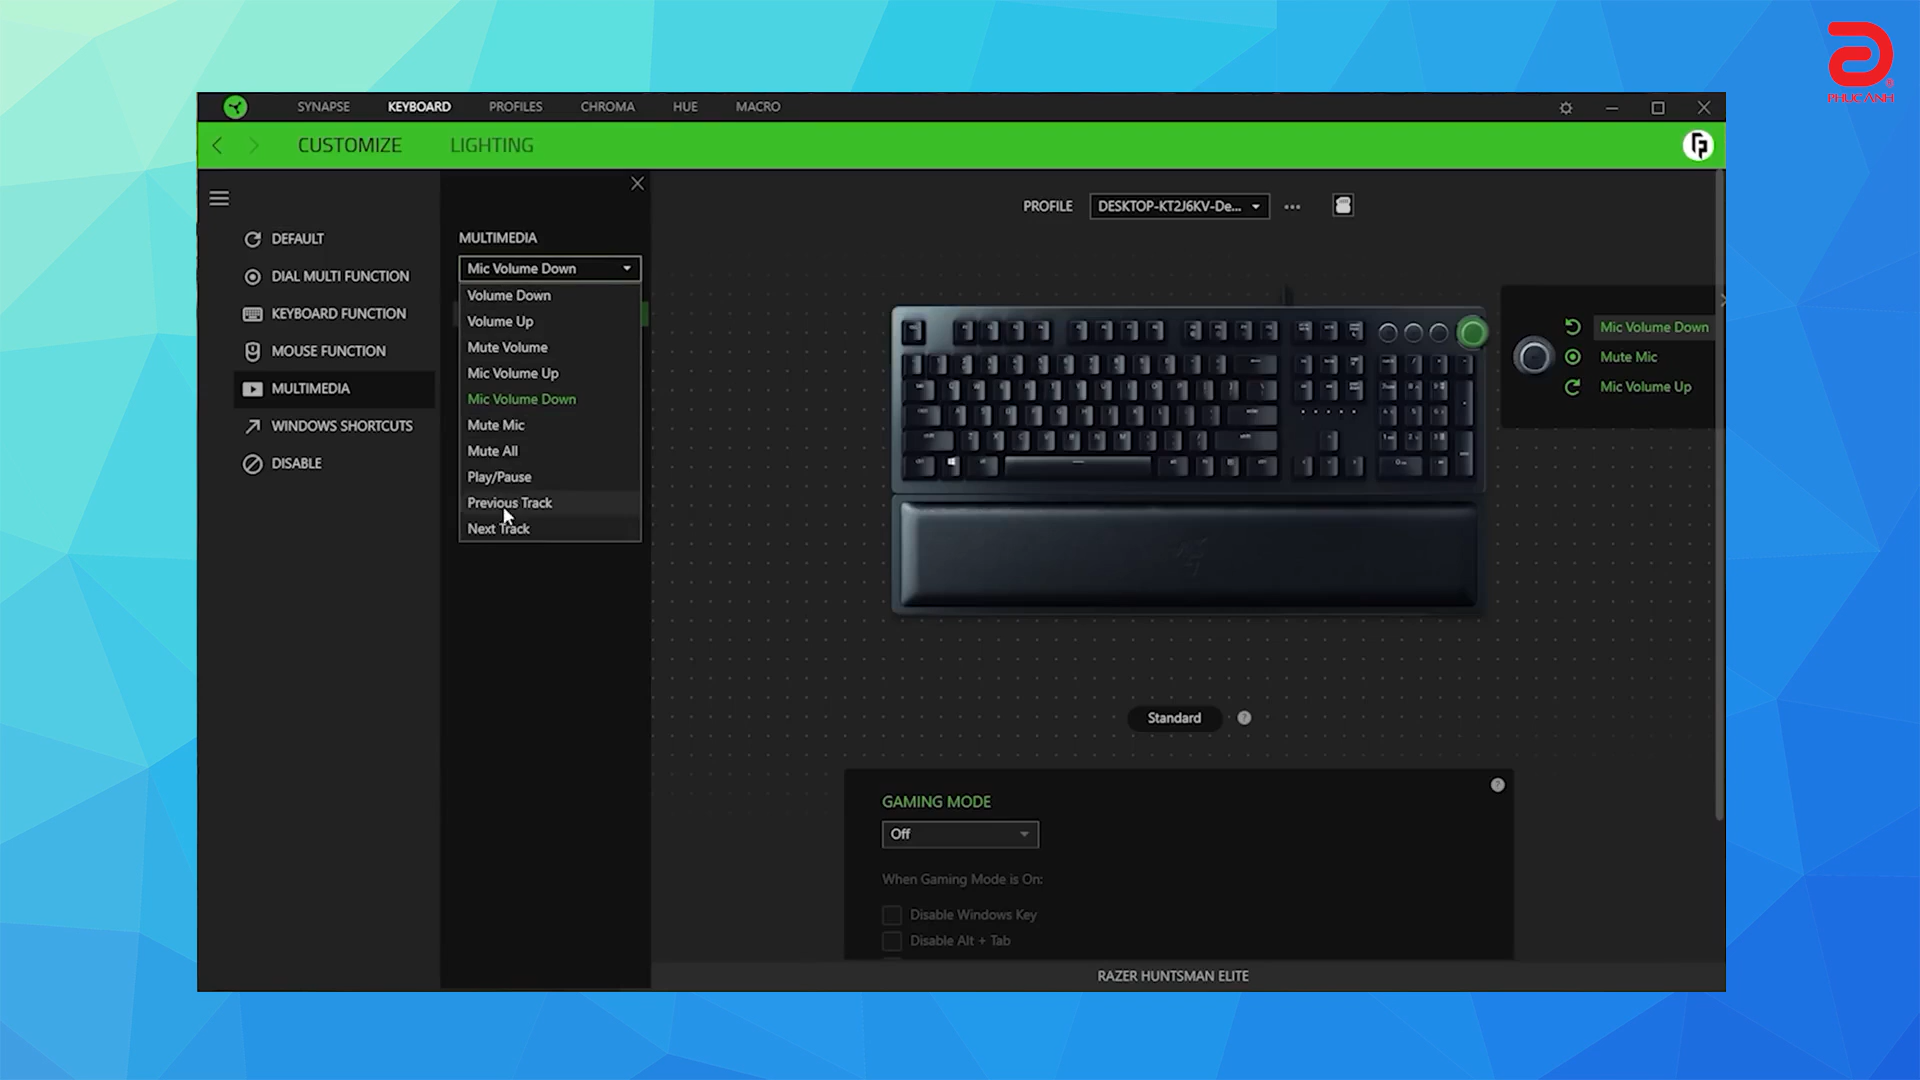 PHUCANH
SYNAPSE KEYBOARD PROFILES CHROMA HUE MACRO
CUSTOMIZE LIGHTING
PROFILE DESKTOP-KT2J6KV-De...
DEFAULT
DIAL MULTI FUNCTION
KEYBOARD FUNCTION
MOUSE FUNCTION
MULTIMEDIA
WINDOWS SHORTCUTS
DISABLE
MULTIMEDIA
Mic Volume Down
Volume Down
Volume Up
Mute Volume
Mic Volume Up
Mic Volume Down
Mute Mic
Mute All
Play/Pause
Previous Track
Next Track
Mic Volume Down
Mute Mic
Mic Volume Up
Standard
GAMING MODE
Off
When Gaming Mode is On:
Disable Windows Key
Disable Alt + Tab
RAZER HUNTSMAN ELITE